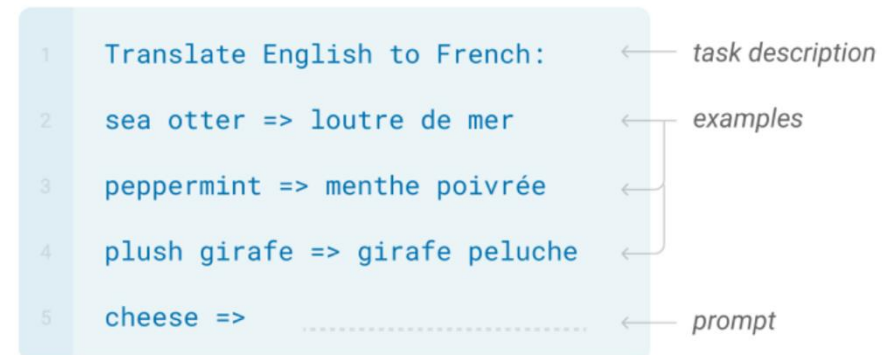 1 Translate English to French: task description
2 sea otter => loutre de mer examples
3 peppermint => menthe poivrée
4 plush girafe => girafe peluche
5 cheese => prompt